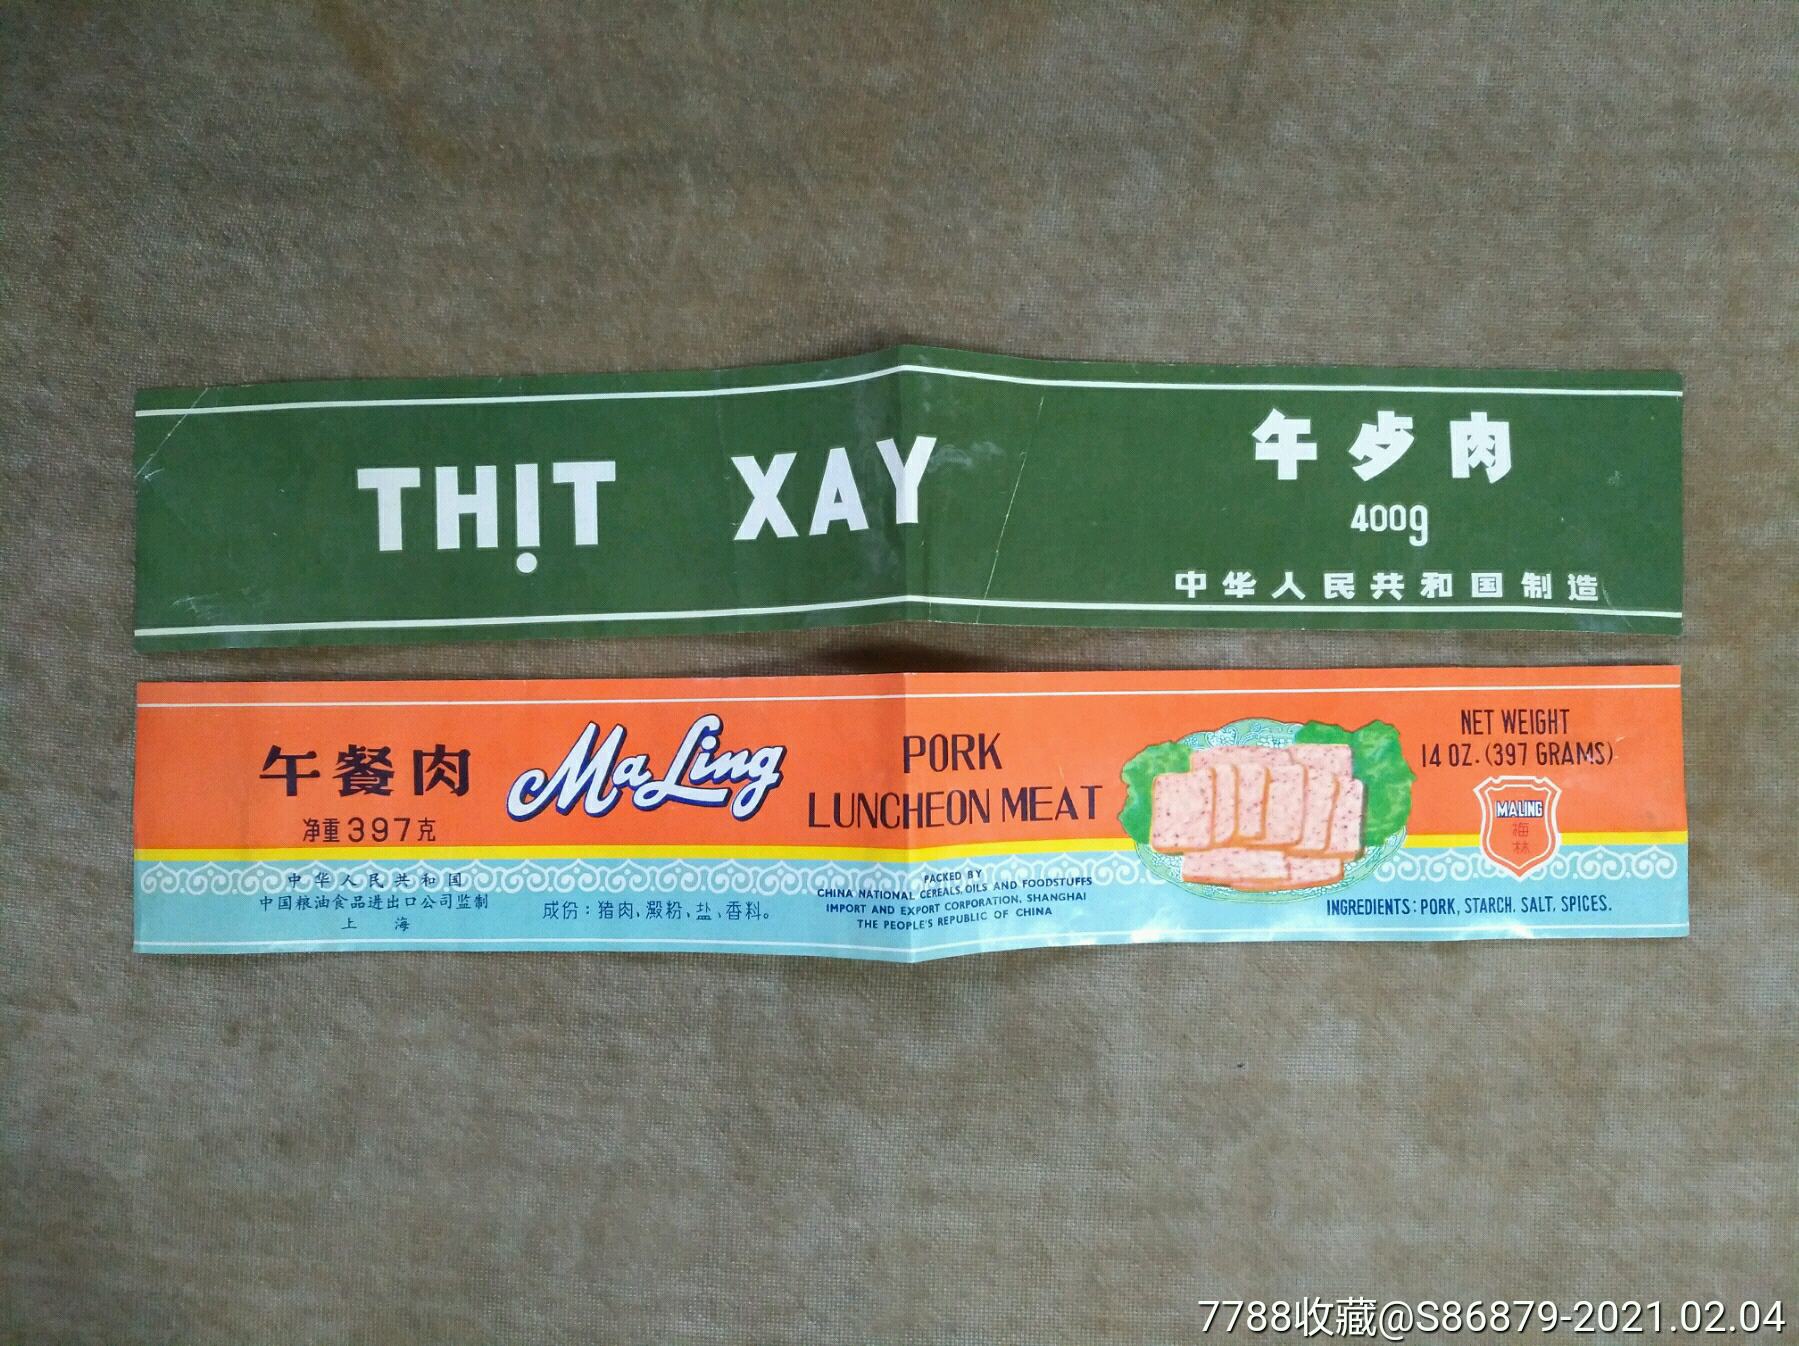 THỊT XAY
午歺肉
400g
中华人民共和国制造
午餐肉
净重397克
MaLing
PORK
LUNCHEON MEAT
NET WEIGHT
14 OZ. (397 GRAMS)
MALING
梅
林
中华人民共和国
中国粮油食品进出口公司监制
上 海
成份：猪肉、澱粉、盐、香料。
PACKED BY
CHINA NATIONAL CEREALS, OILS AND FOODSTUFFS
IMPORT AND EXPORT CORPORATION, SHANGHAI
THE PEOPLE'S REPUBLIC OF CHINA
INGREDIENTS: PORK, STARCH, SALT, SPICES.
7788收藏@S86879-2021.02.04